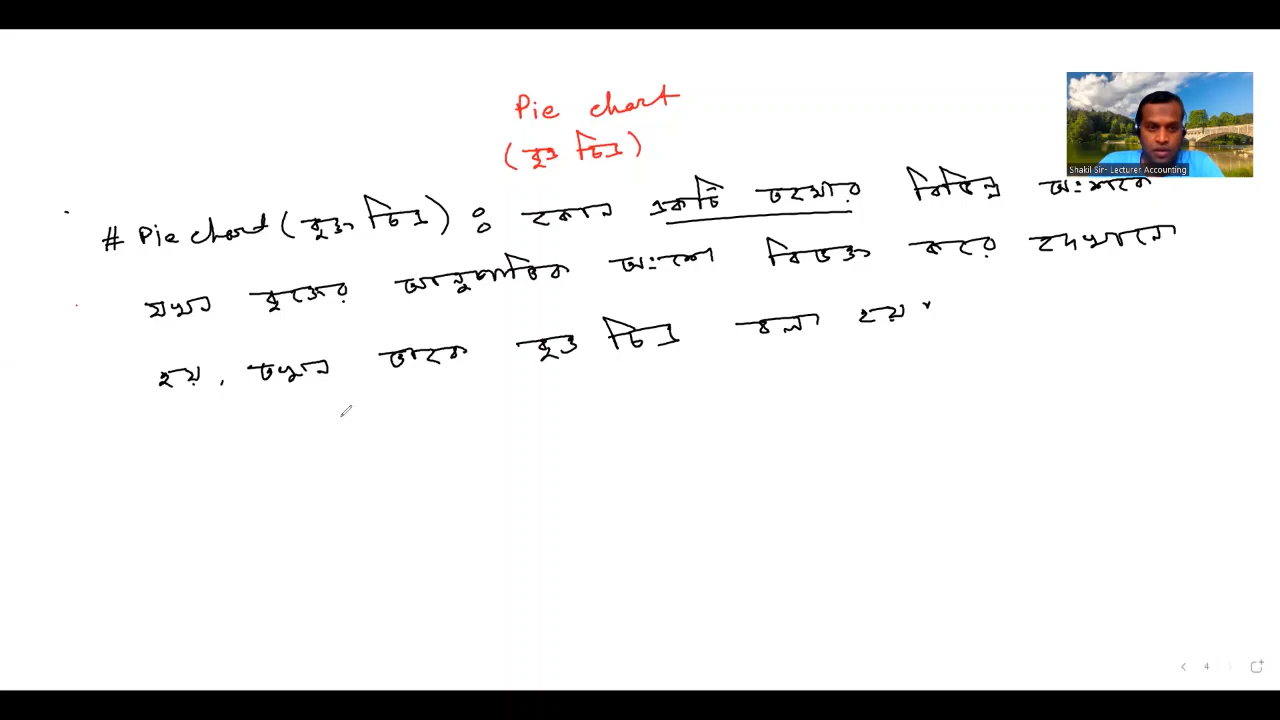 Pie chart
(বৃত্ত চিত্র)
Shakil Sir- Lecturer Accounting
# Pie chart (বৃত্ত চিত্র) : কোন একটি তথ্যের বিভিন্ন অংশকে
যখন বৃত্তের আনুপাতিক অংশে বিভক্ত করে দেখানো
হয়, তখন তাকে বৃত্ত চিত্র বলা হয়।
4